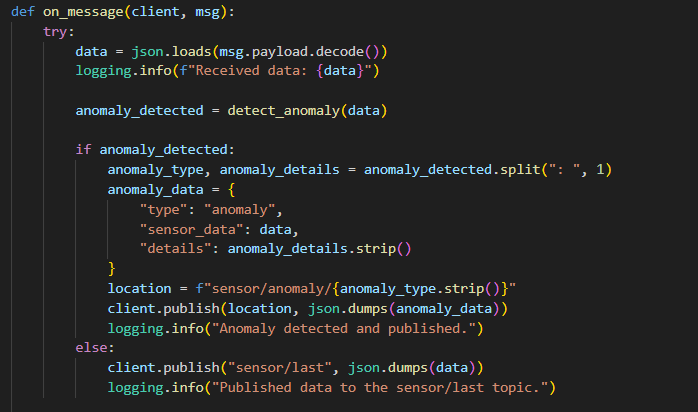 def on_message(client, msg):
    try:
        data = json.loads(msg.payload.decode())
        logging.info(f"Received data: {data}")

        anomaly_detected = detect_anomaly(data)

        if anomaly_detected:
            anomaly_type, anomaly_details = anomaly_detected.split(": ", 1)
            anomaly_data = {
                "type": "anomaly",
                "sensor_data": data,
                "details": anomaly_details.strip()
            }
            location = f"sensor/anomaly/{anomaly_type.strip()}"
            client.publish(location, json.dumps(anomaly_data))
            logging.info("Anomaly detected and published.")
        else:
            client.publish("sensor/last", json.dumps(data))
            logging.info("Published data to the sensor/last topic.")